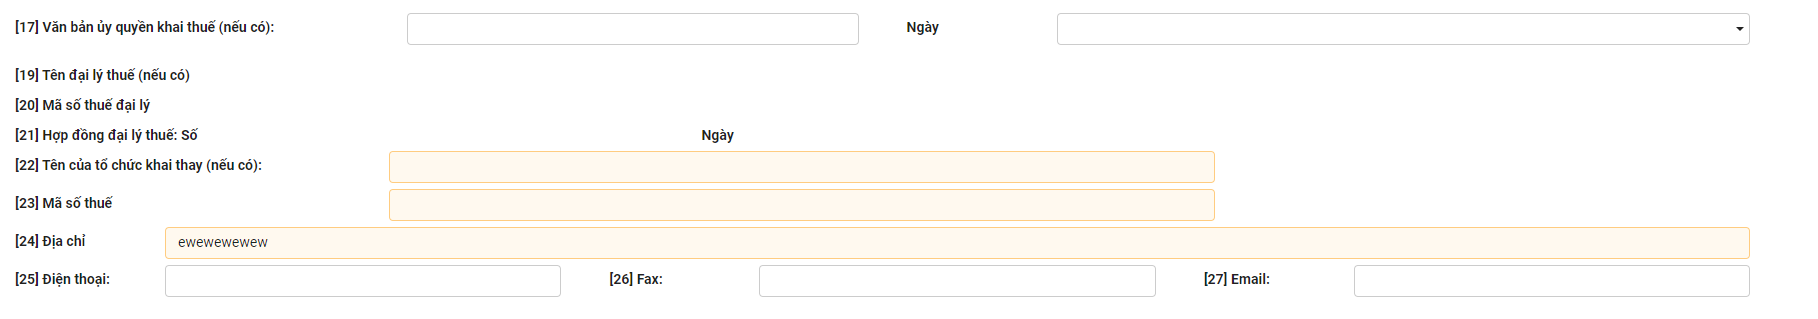 [17] Văn bản ủy quyền khai thuế (nếu có): Ngày
[19] Tên đại lý thuế (nếu có)
[20] Mã số thuế đại lý
[21] Hợp đồng đại lý thuế: Số Ngày
[22] Tên của tổ chức khai thay (nếu có):
[23] Mã số thuế
[24] Địa chỉ ewewewewew
[25] Điện thoại: [26] Fax: [27] Email: